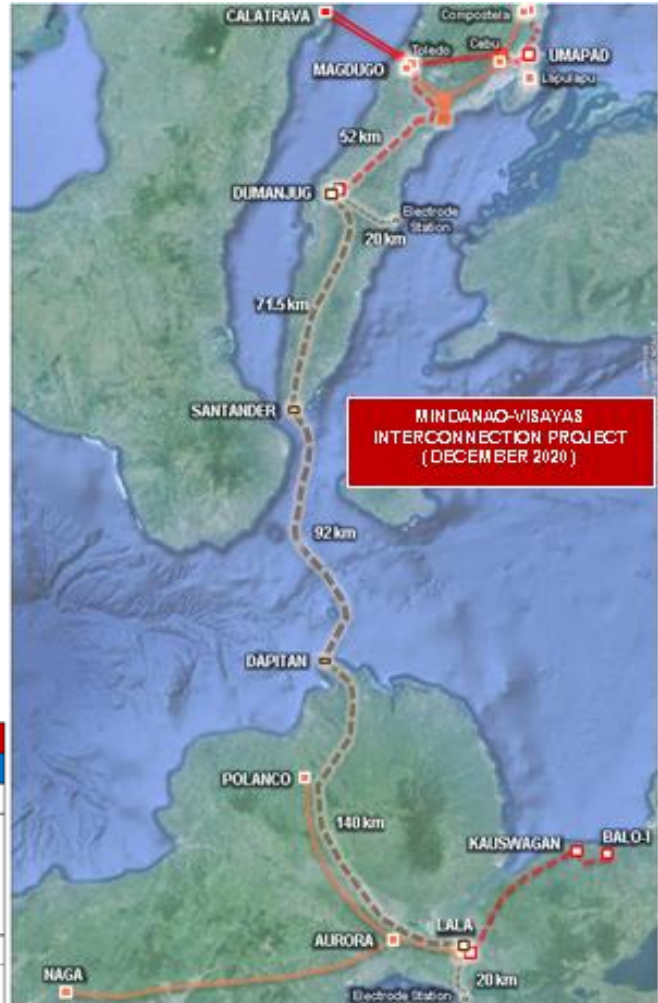 CALATRAVA
Compostela
Toledo
Cebu
UMAPAD
MAGDUGO
Lapulapu
52 km
DUMANJUG
Electrode
Station
20 km
71.5 km
SANTANDER
MINDANAO-VISAYAS
INTERCONNECTION PROJECT
(DECEMBER 2020)
92 km
DAPITAN
POLANCO
140 km
KAUSWAGAN
BALO-I
LALA
AURORA
NAGA
20 km
Electrode Station